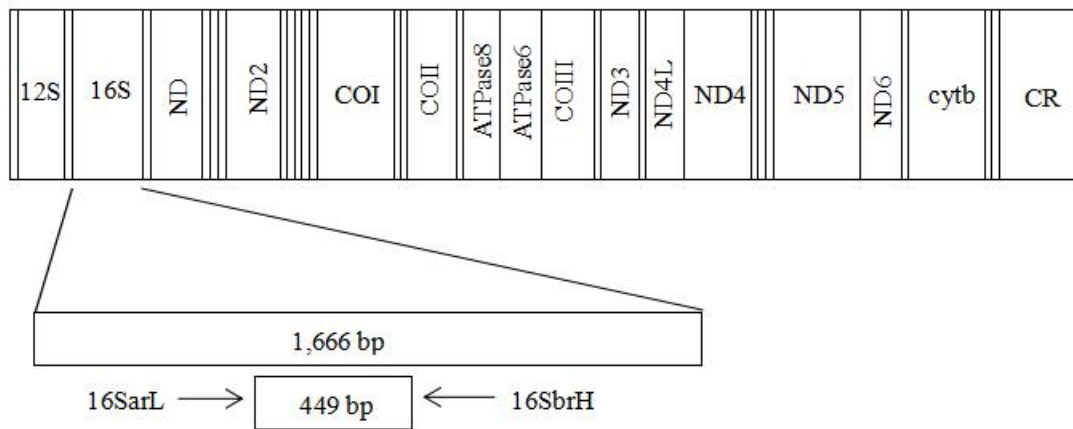 12S 16S ND ND2 COI COII ATPase8 ATPase6 COIII ND3 ND4L ND4 ND5 ND6 cytb CR
1,666 bp
16SarL 449 bp 16SbrH